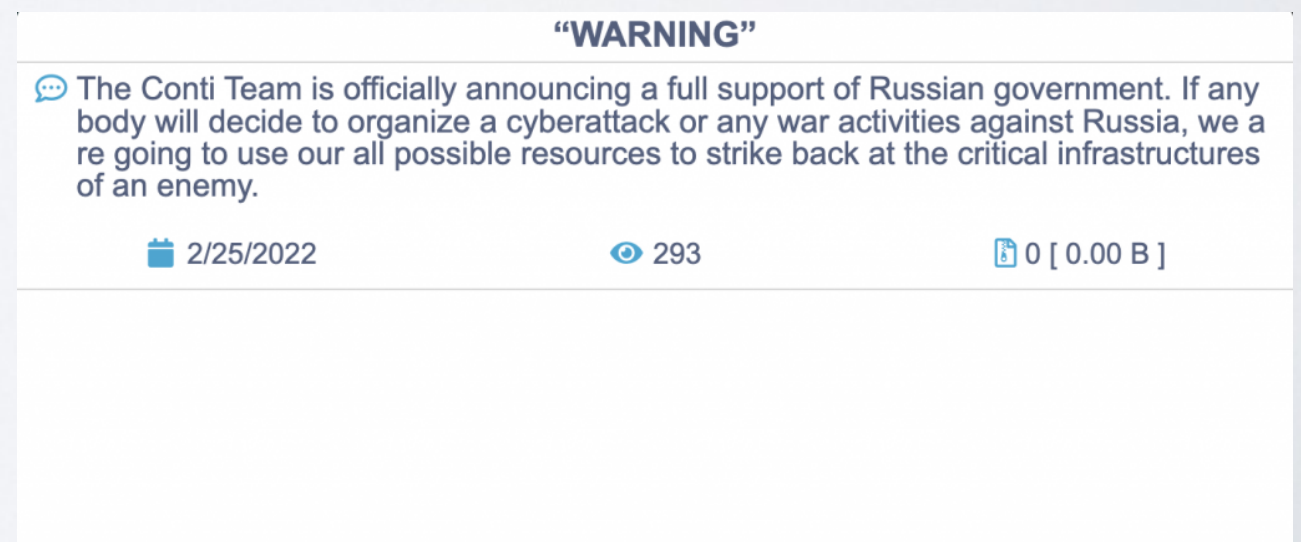 “WARNING”
The Conti Team is officially announcing a full support of Russian government. If any
body will decide to organize a cyberattack or any war activities against Russia, we a
re going to use our all possible resources to strike back at the critical infrastructures
of an enemy.
2/25/2022 293 0 [ 0.00 B ]